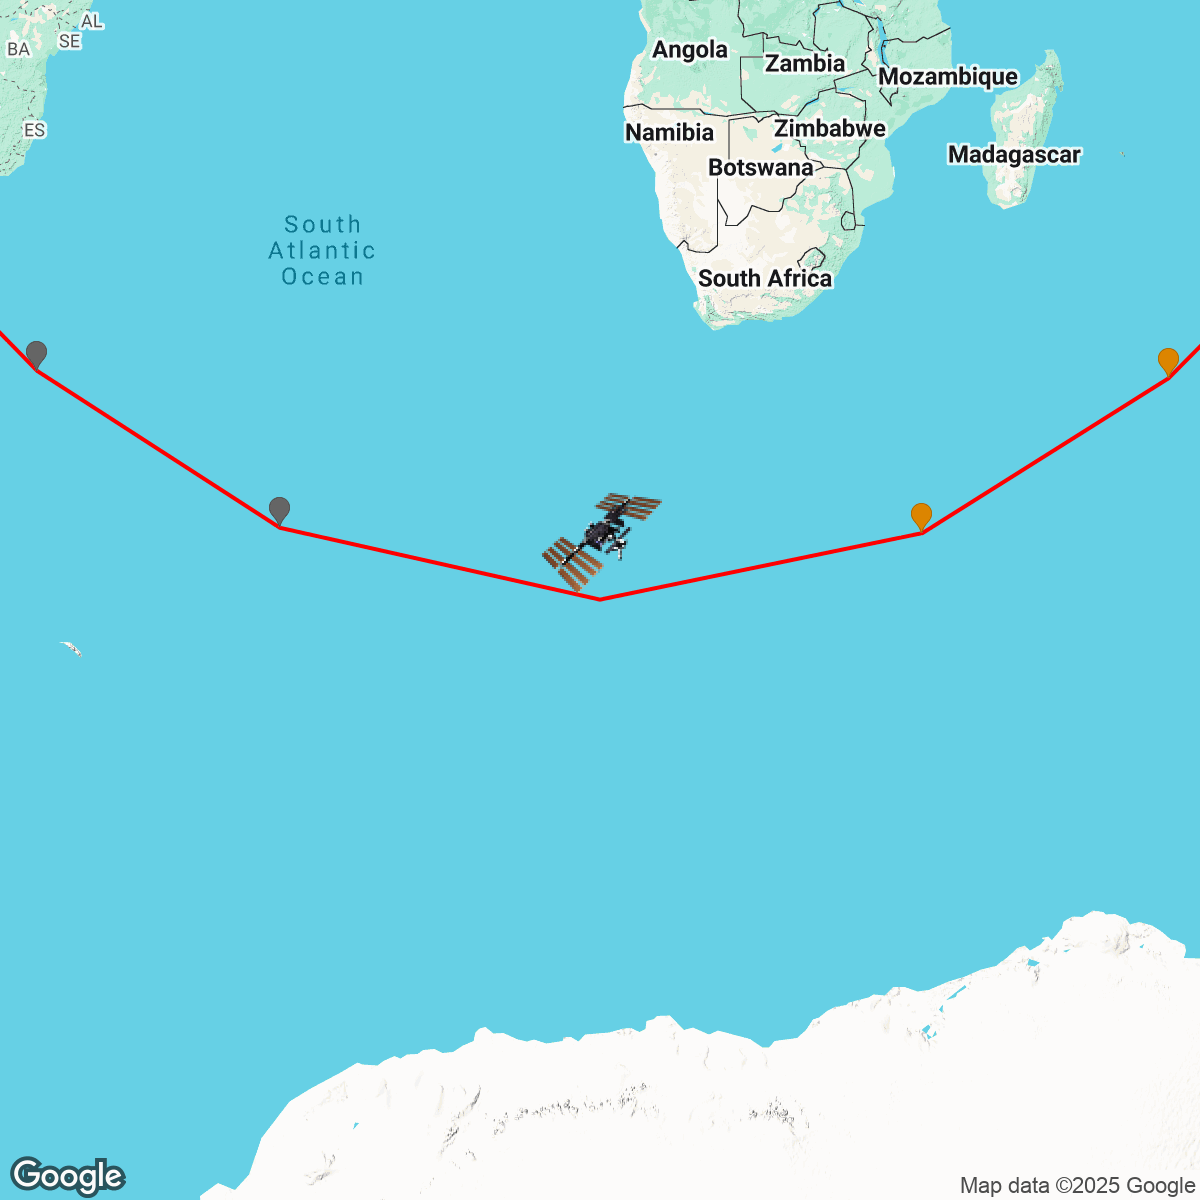 AL
SE
BA
ES
Angola
Zambia
Mozambique
Namibia
Zimbabwe
Botswana
Madagascar
South
Atlantic
Ocean
South Africa
Google
Map data ©2025 Google